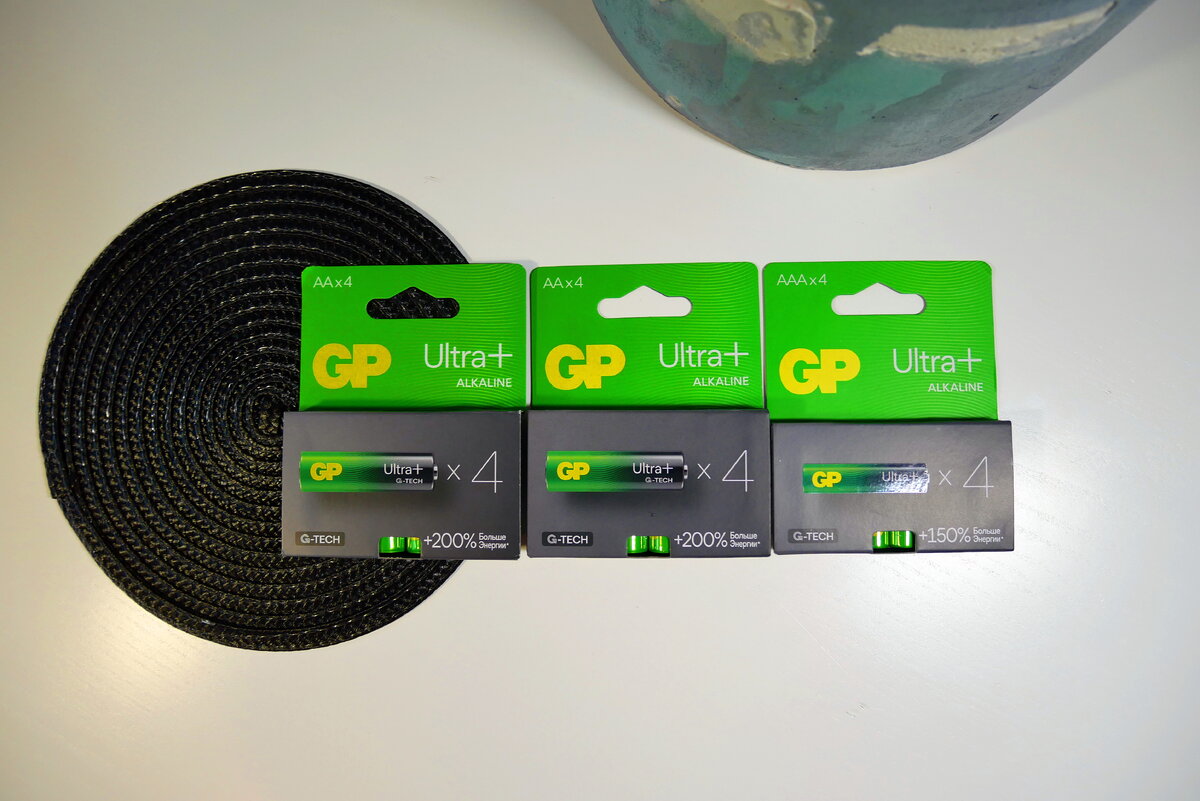 AA x 4
GP
Ultra+
ALKALINE
GP
Ultra+
G-TECH
x 4
G-TECH
+200% Больше
Энергии*
AA x 4
GP
Ultra+
ALKALINE
GP
Ultra+
G-TECH
x 4
G-TECH
+200% Больше
Энергии*
AAA x 4
GP
Ultra+
ALKALINE
GP
Ultra+
x 4
G-TECH
+150% Больше
Энергии*